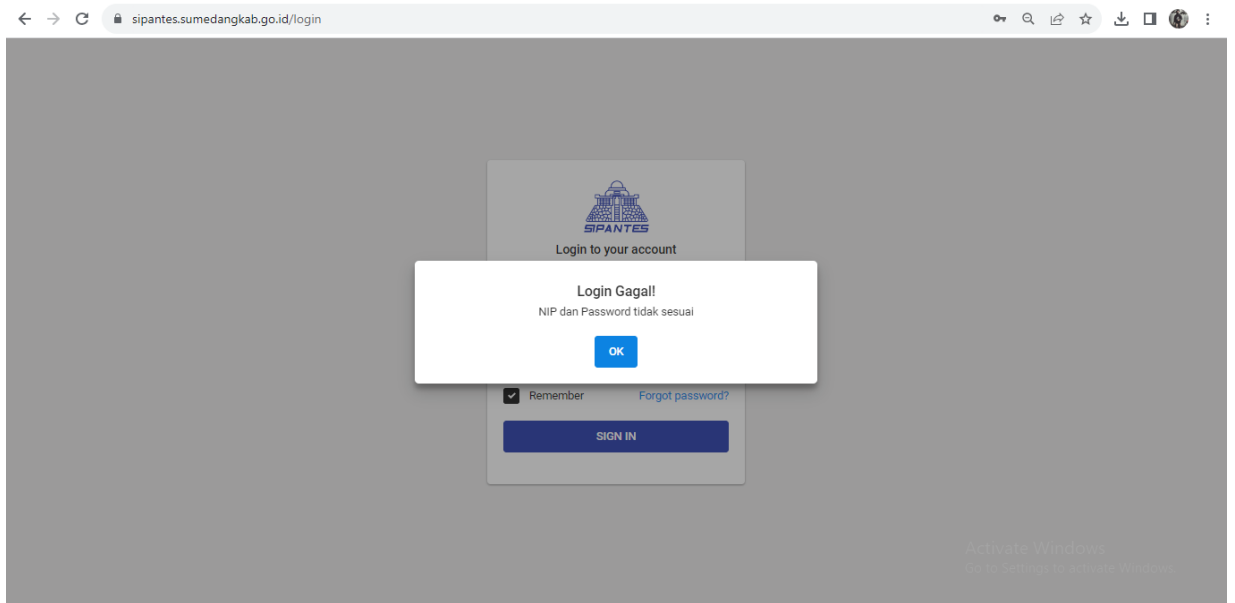 sipantes.sumedangkab.go.id/login
SIPANTES
Login to your account
Login Gagal!
NIP dan Password tidak sesuai
OK
Remember Forgot password?
SIGN IN
Activate Windows
Go to Settings to activate Windows.